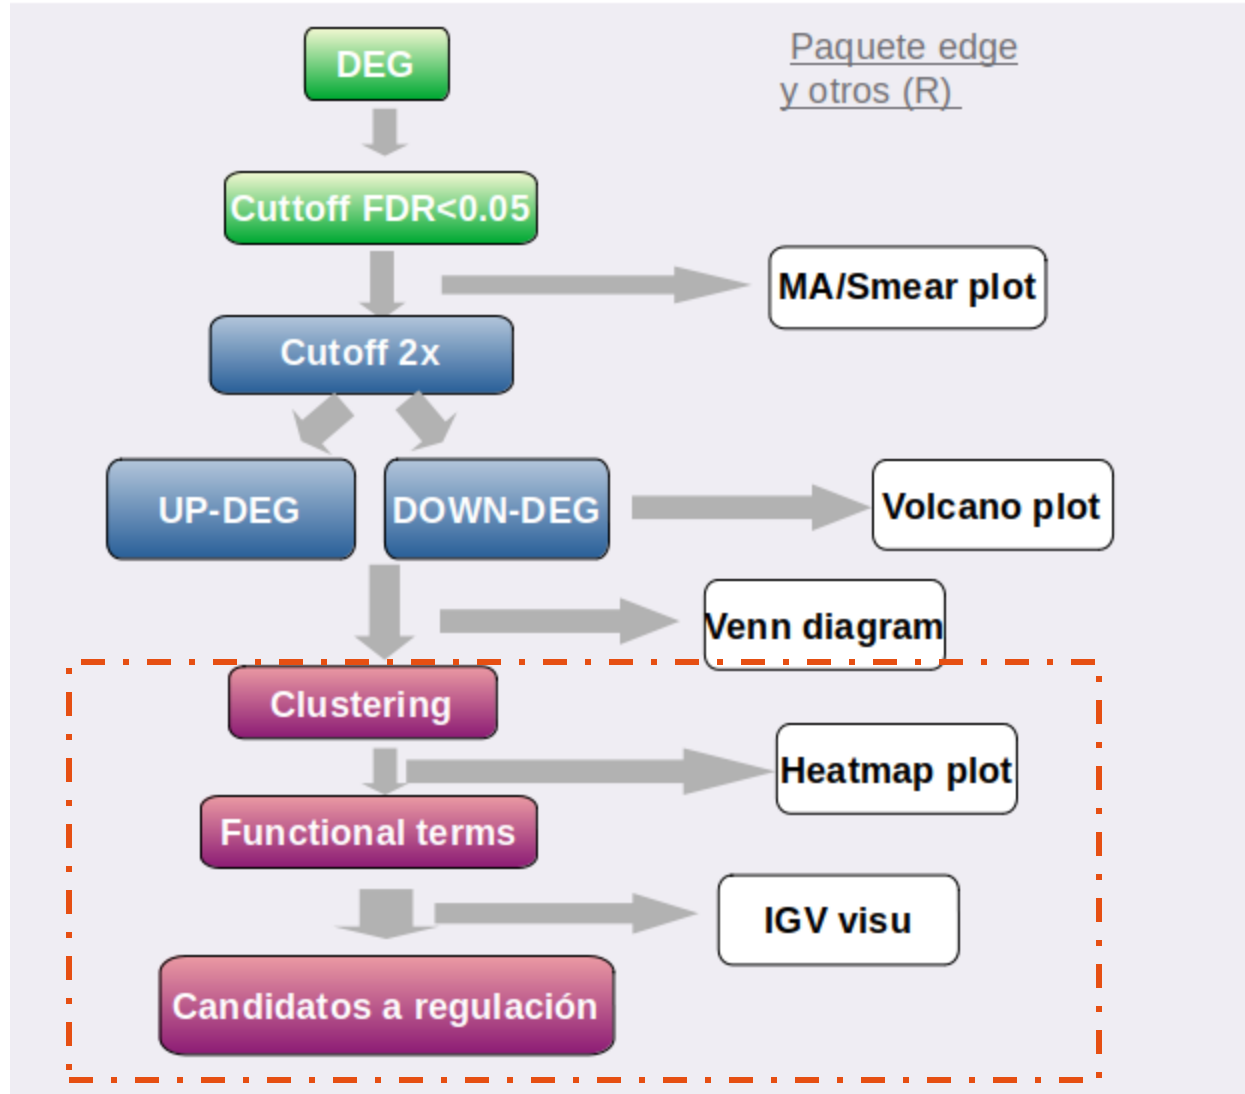 DEG
Paquete edge
y otros (R)
Cuttoff FDR<0.05
MA/Smear plot
Cutoff 2x
UP-DEG
DOWN-DEG
Volcano plot
Venn diagram
Clustering
Heatmap plot
Functional terms
IGV visu
Candidatos a regulación